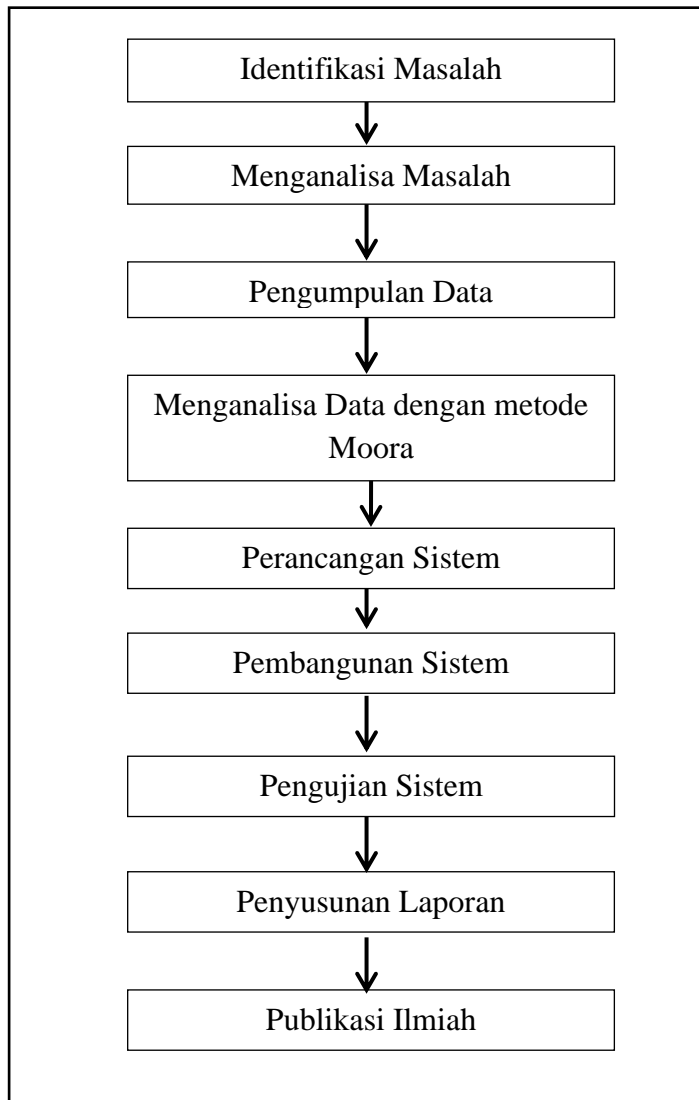 Identifikasi Masalah
Menganalisa Masalah
Pengumpulan Data
Menganalisa Data dengan metode
Moora
Perancangan Sistem
Pembangunan Sistem
Pengujian Sistem
Penyusunan Laporan
Publikasi Ilmiah